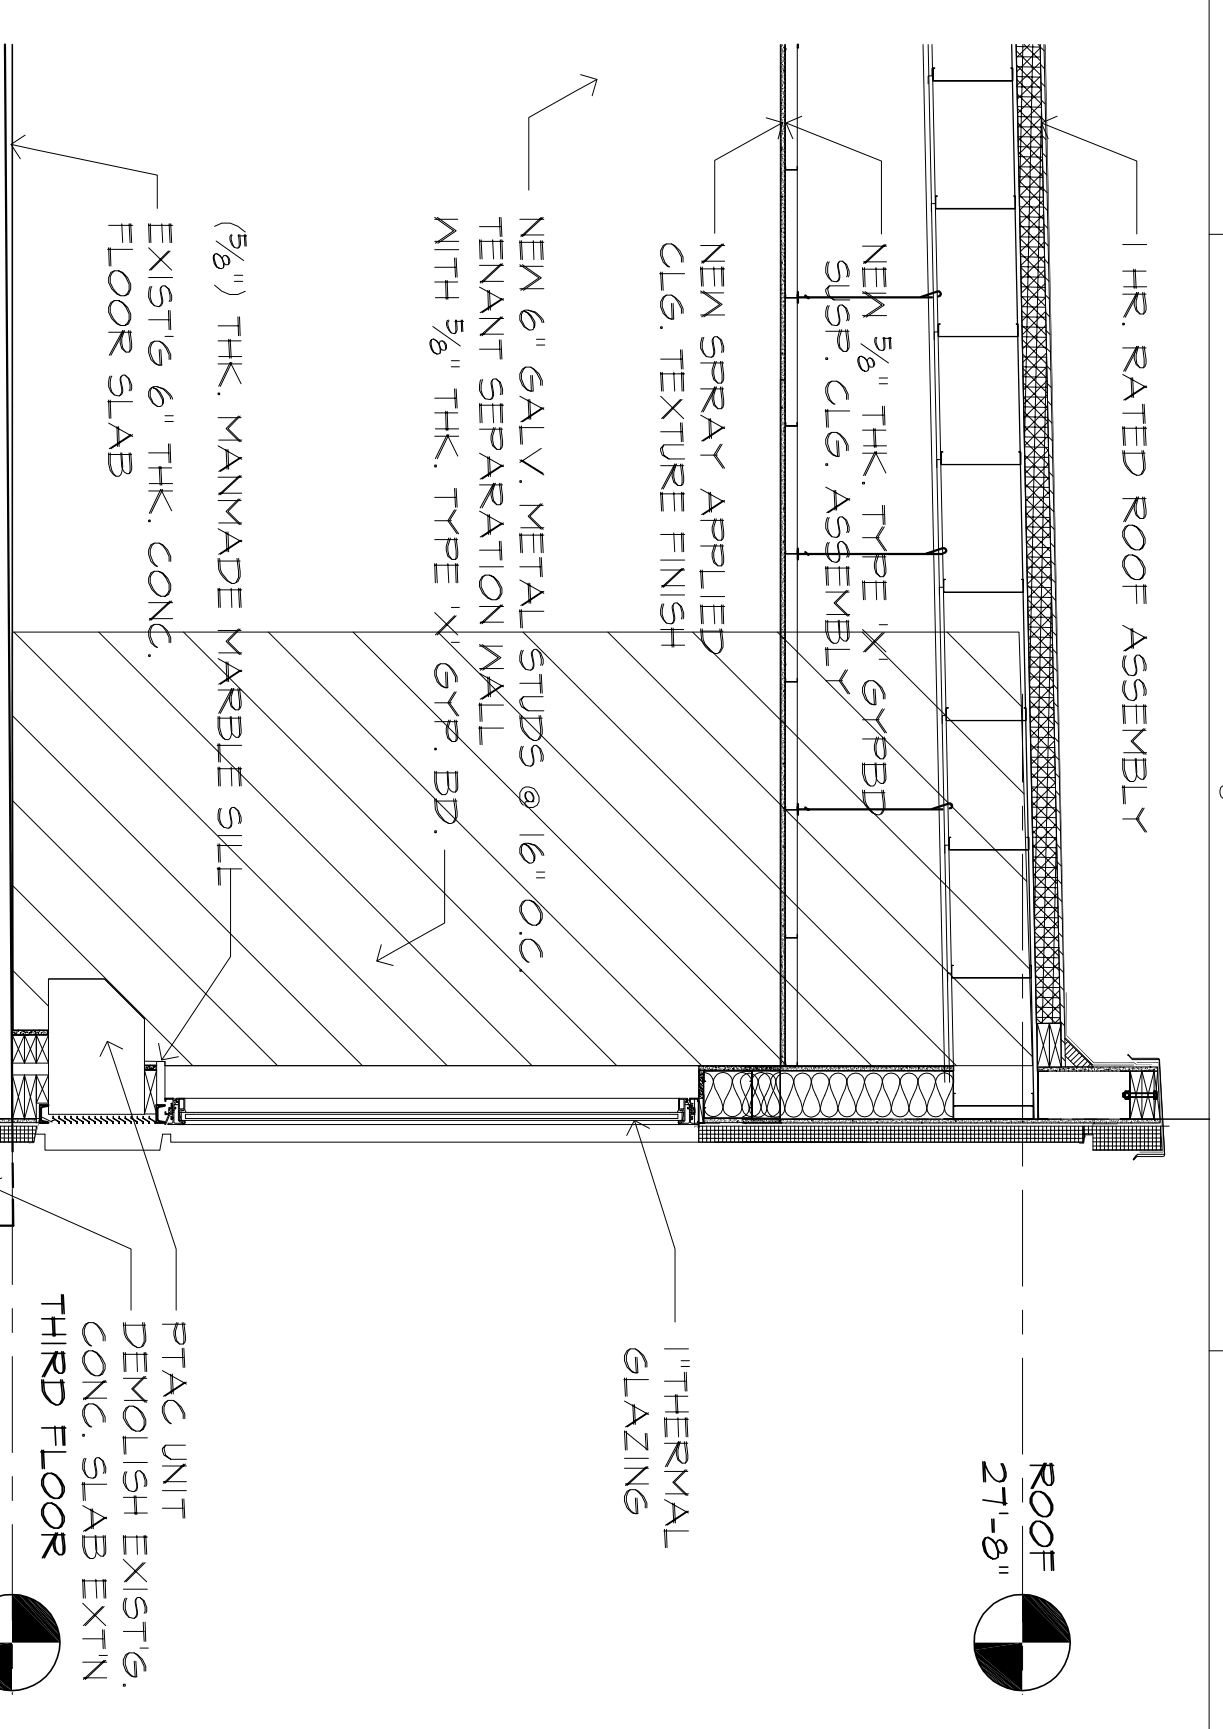 1 HR. RATED ROOF ASSEMBLY
NEW 5/8" THK. TYPE 'X' GYPBD
SUSP. CLG. ASSEMBLY
NEW SPRAY APPLIED
CLG. TEXTURE FINISH
NEW 6" GALV. METAL STUDS @ 16" O.C.
TENANT SEPARATION WALL
WITH 5/8" THK. TYPE 'X' GYP. BD.
(5/8") THK. MANMADE MARBLE SILL
EXIST'G 6" THK. CONC.
FLOOR SLAB
ROOF
27'-8"
1" THERMAL
GLAZING
PTAC UNIT
DEMOLISH EXIST'G.
CONC. SLAB EXT'N
THIRD FLOOR